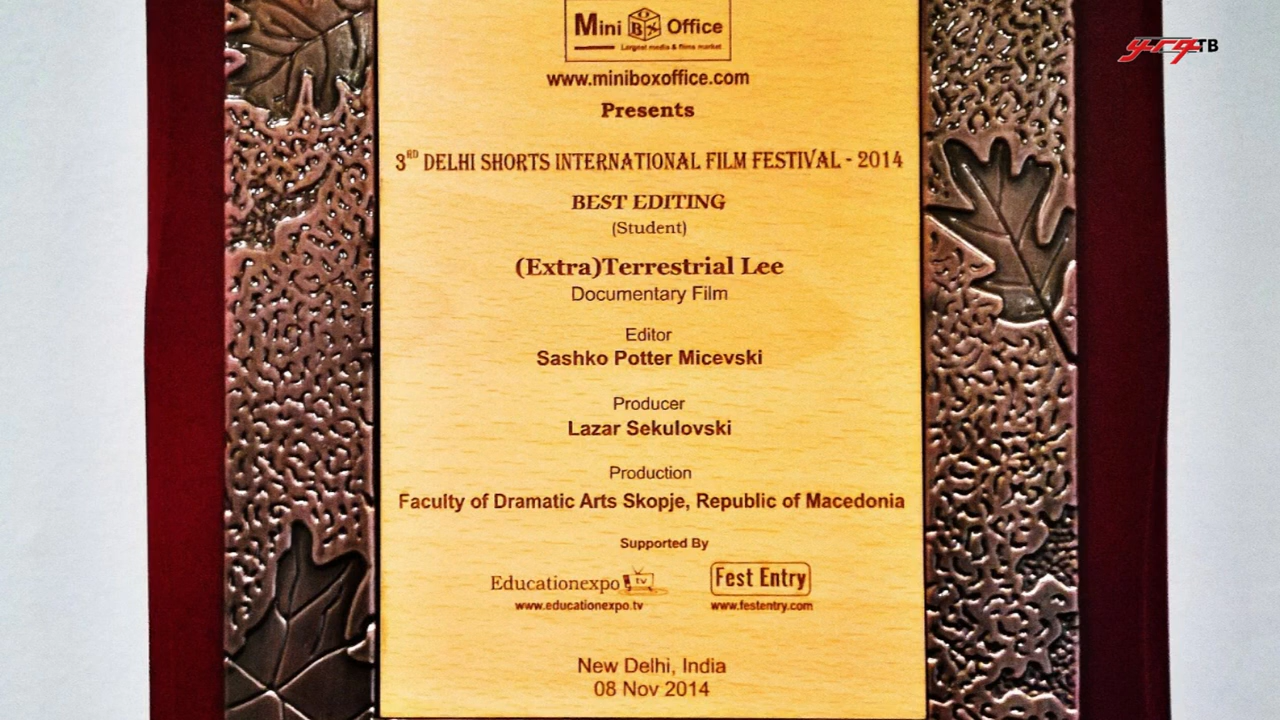 Mini BOX Office
Largest media & films market
www.miniboxoffice.com
Presents
3RD DELHI SHORTS INTERNATIONAL FILM FESTIVAL - 2014
BEST EDITING
(Student)
(Extra)Terrestrial Lee
Documentary Film
Editor
Sashko Potter Micevski
Producer
Lazar Sekulovski
Production
Faculty of Dramatic Arts Skopje, Republic of Macedonia
Supported By
Educationexpo tv
www.educationexpo.tv
Fest Entry
www.festentry.com
New Delhi, India
08 Nov 2014
ТВ